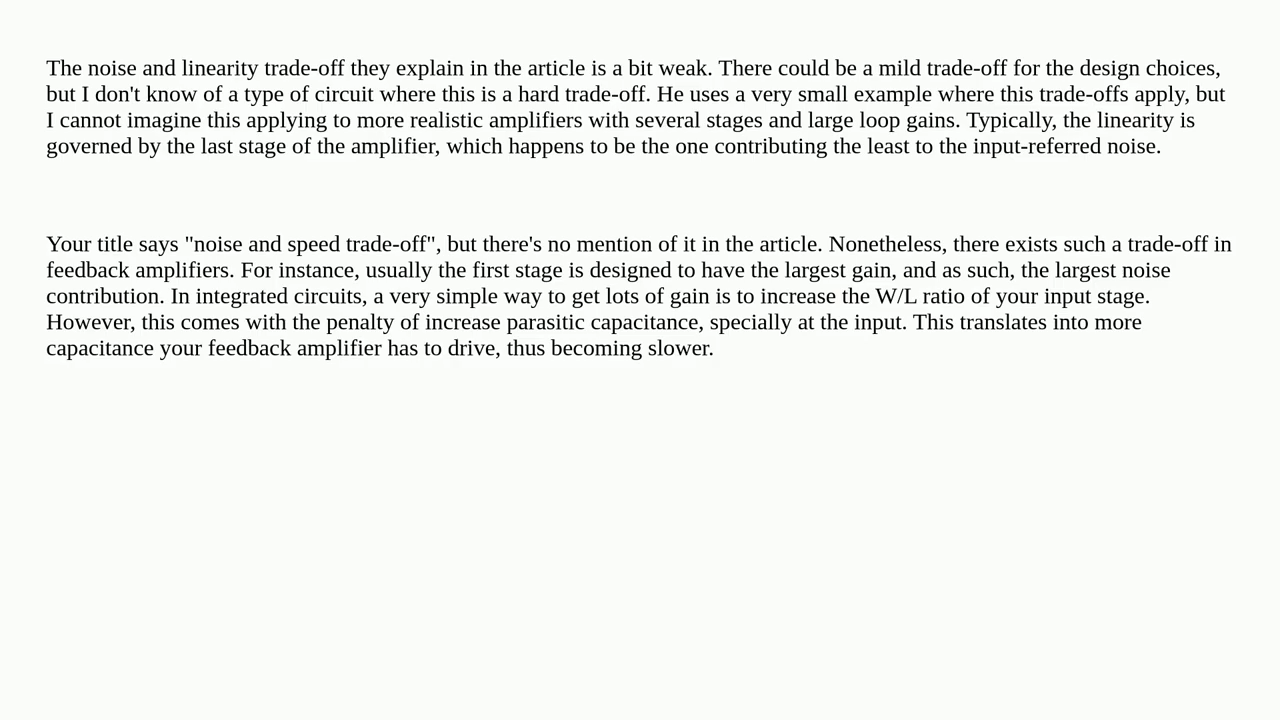 The noise and linearity trade-off they explain in the article is a bit weak. There could be a mild trade-off for the design choices,
but I don't know of a type of circuit where this is a hard trade-off. He uses a very small example where this trade-offs apply, but
I cannot imagine this applying to more realistic amplifiers with several stages and large loop gains. Typically, the linearity is
governed by the last stage of the amplifier, which happens to be the one contributing the least to the input-referred noise.
Your title says "noise and speed trade-off", but there's no mention of it in the article. Nonetheless, there exists such a trade-off in
feedback amplifiers. For instance, usually the first stage is designed to have the largest gain, and as such, the largest noise
contribution. In integrated circuits, a very simple way to get lots of gain is to increase the W/L ratio of your input stage.
However, this comes with the penalty of increase parasitic capacitance, specially at the input. This translates into more
capacitance your feedback amplifier has to drive, thus becoming slower.